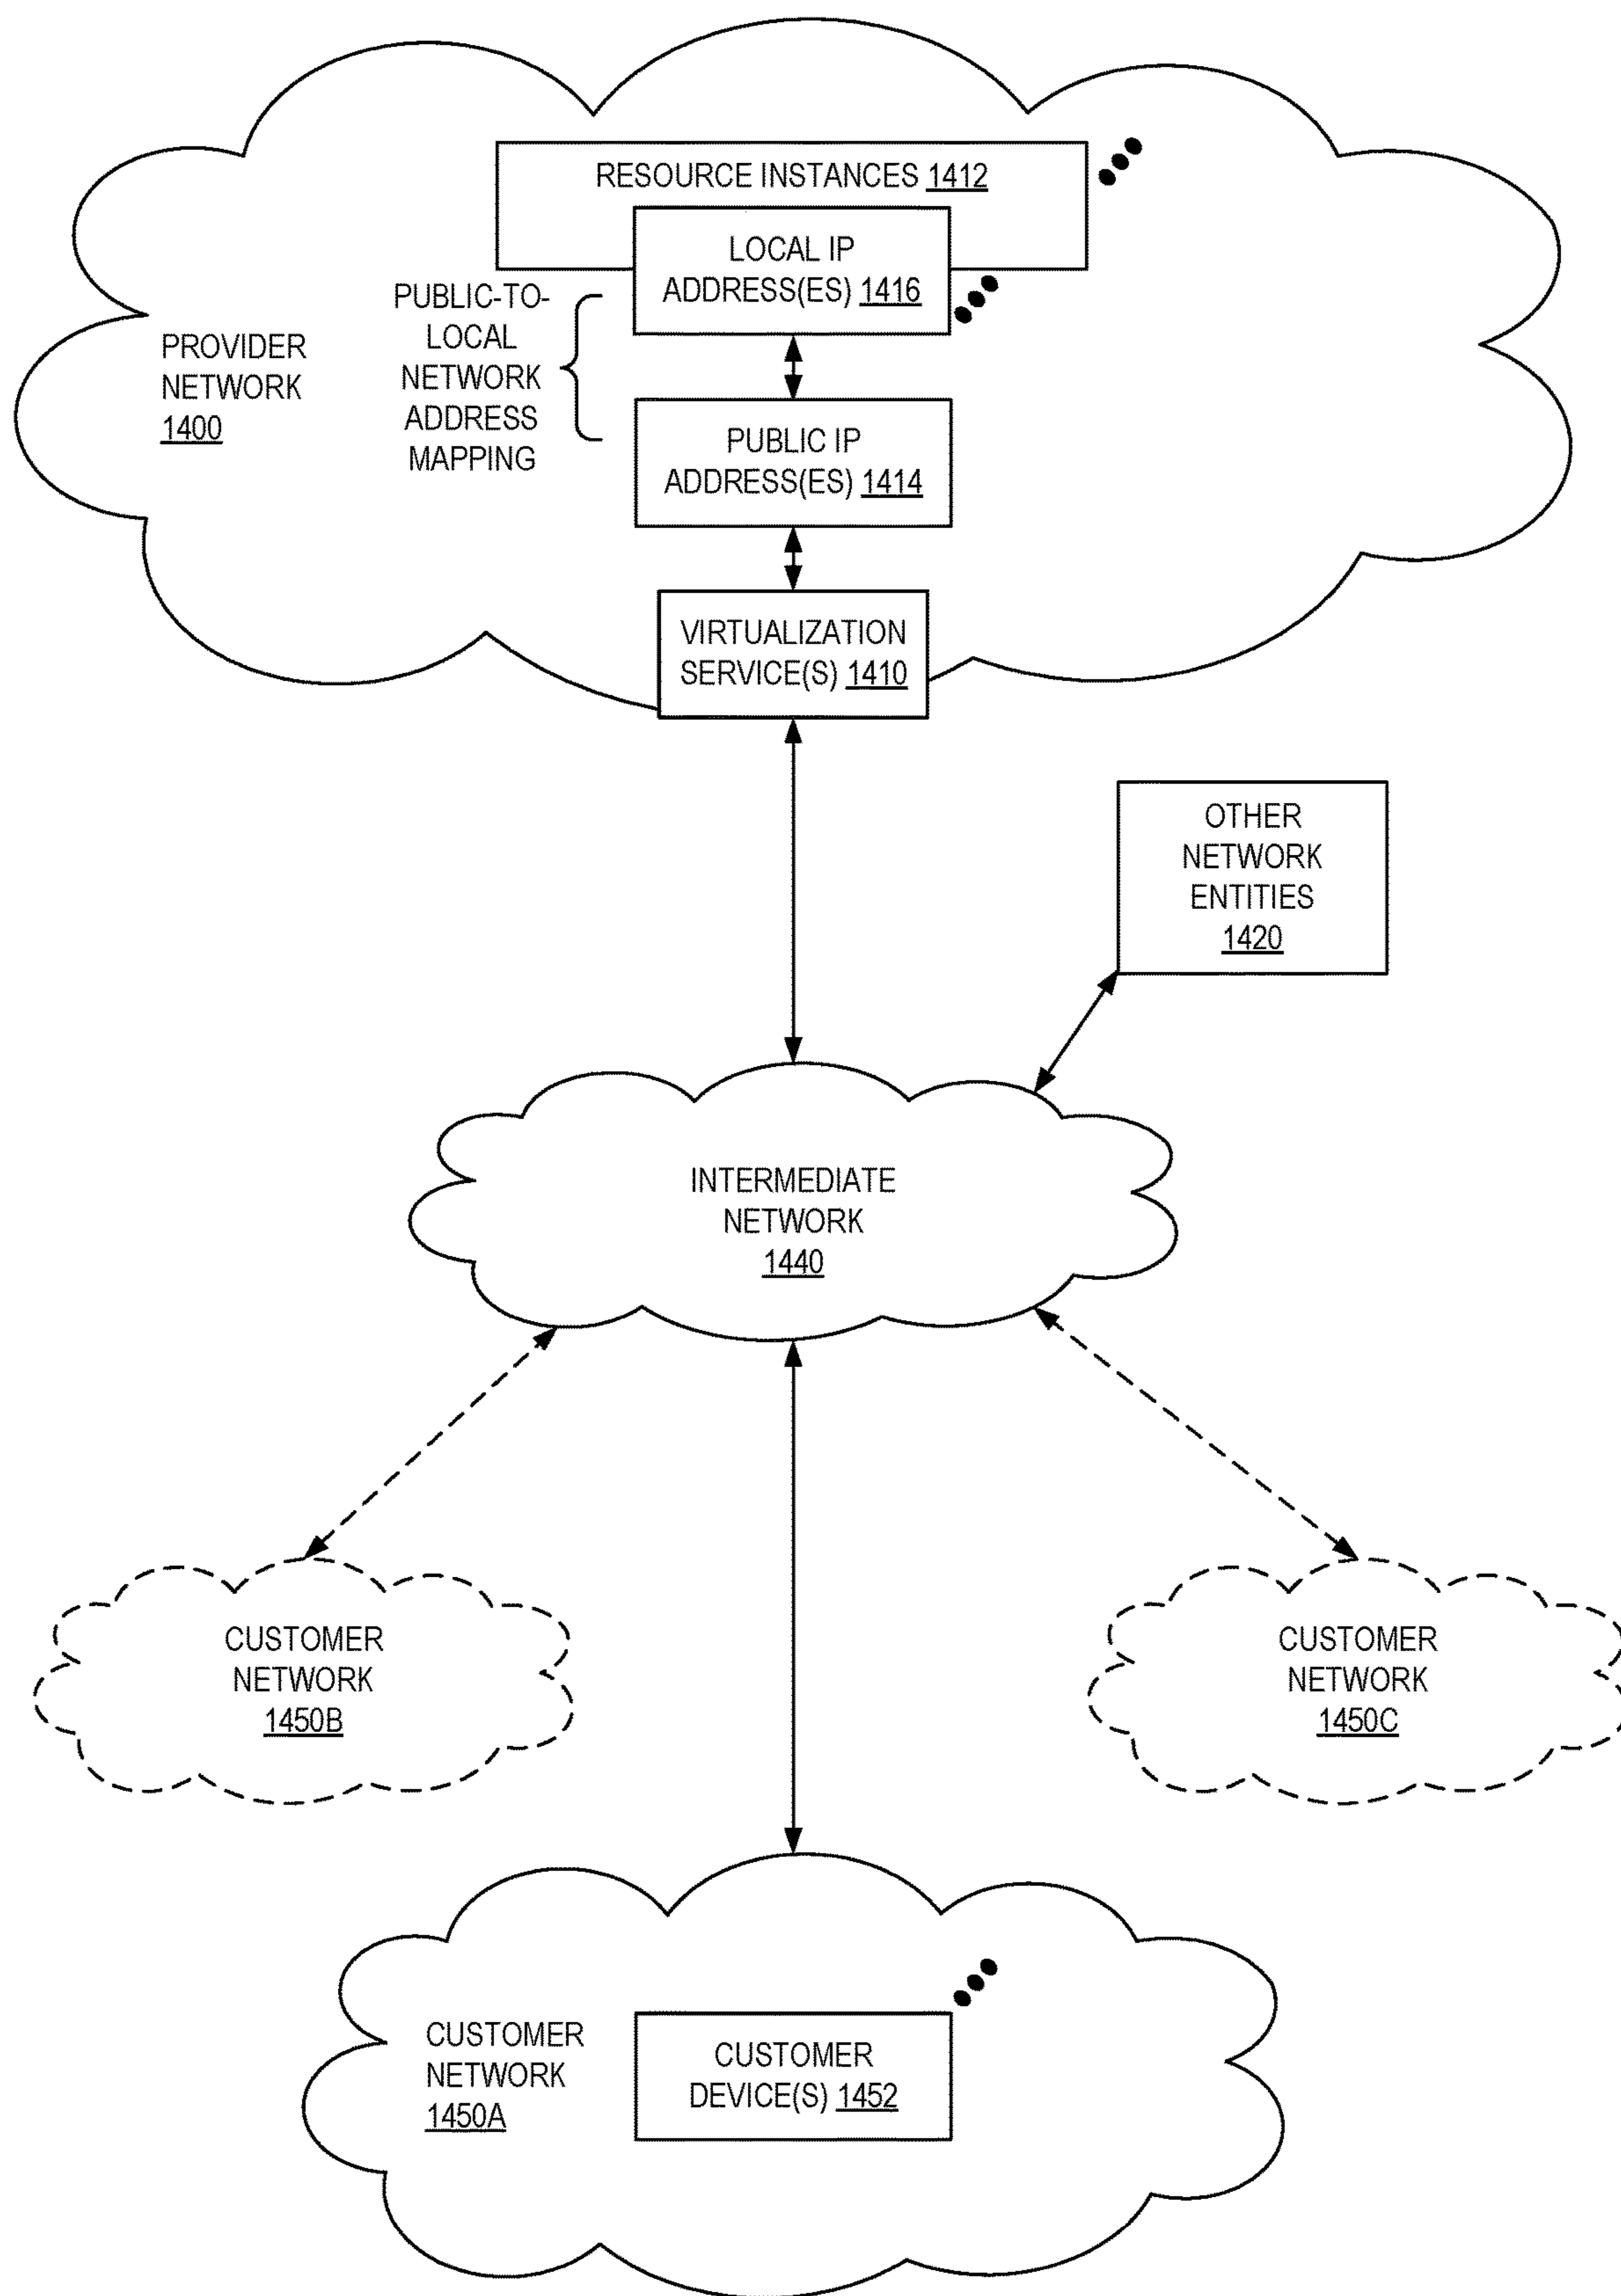 RESOURCE INSTANCES 1412
LOCAL IP
ADDRESS(ES) 1416
PUBLIC-TO-
LOCAL
NETWORK
ADDRESS
MAPPING
PROVIDER
NETWORK
1400
PUBLIC IP
ADDRESS(ES) 1414
VIRTUALIZATION
SERVICE(S) 1410
OTHER
NETWORK
ENTITIES
1420
INTERMEDIATE
NETWORK
1440
CUSTOMER
NETWORK
1450B
CUSTOMER
NETWORK
1450C
CUSTOMER
NETWORK
1450A
CUSTOMER
DEVICE(S) 1452